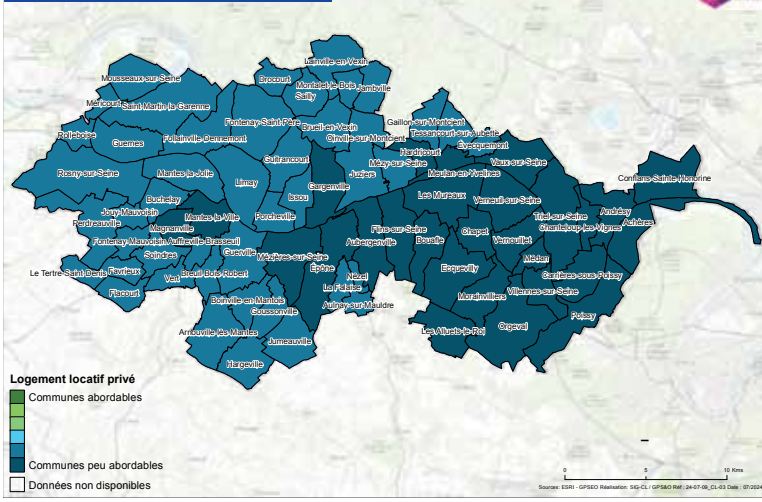 Lainville-en-Vexin
Mousseaux-sur-Seine
Drocourt
Montalet-le-Bois
Jambville
Sailly
Méricourt
Saint-Martin-la-Garenne
Fontenay-Saint-Père
Brueil-en-Vexin
Gaillon-sur-Montcient
Tessancourt-sur-Aubette
Rolleboise
Guernes
Follainville-Dennemont
Oinville-sur-Montcient
Hardricourt
Évecquemont
Guitrancourt
Mézy-sur-Seine
Vaux-sur-Seine
Rosny-sur-Seine
Mantes-la-Jolie
Limay
Juziers
Meulan-en-Yvelines
Conflans-Sainte-Honorine
Issou
Gargenville
Les Mureaux
Verneuil-sur-Seine
Buchelay
Jouy-Mauvoisin
Mantes-la-Ville
Porcheville
Triel-sur-Seine
Andrésy
Perdreauville
Magnanville
Flins-sur-Seine
Chapet
Chanteloup-les-Vignes
Achères
Fontenay-Mauvoisin
Auffreville-Brasseuil
Aubergenville
Bouafle
Vernouillet
Soindres
Guerville
Mézières-sur-Seine
Médan
Le Tertre-Saint-Denis
Favrieux
Vert
Breuil-Bois-Robert
Épône
Nézel
Ecquevilly
Carrières-sous-Poissy
Flacourt
La Falaise
Morainvilliers
Villennes-sur-Seine
Boinville-en-Mantois
Goussonville
Aulnay-sur-Mauldre
Poissy
Arnouville-lès-Mantes
Jumeauville
Les Alluets-le-Roi
Orgeval
Hargeville
Logement locatif privé
Communes abordables
Communes peu abordables
Données non disponibles
0 5 10 Kms
Sources: ESRI - GPSEO Réalisation: SIG-CL / GPS&O Réf : 24-07-09_CL-03 Date : 07/2024